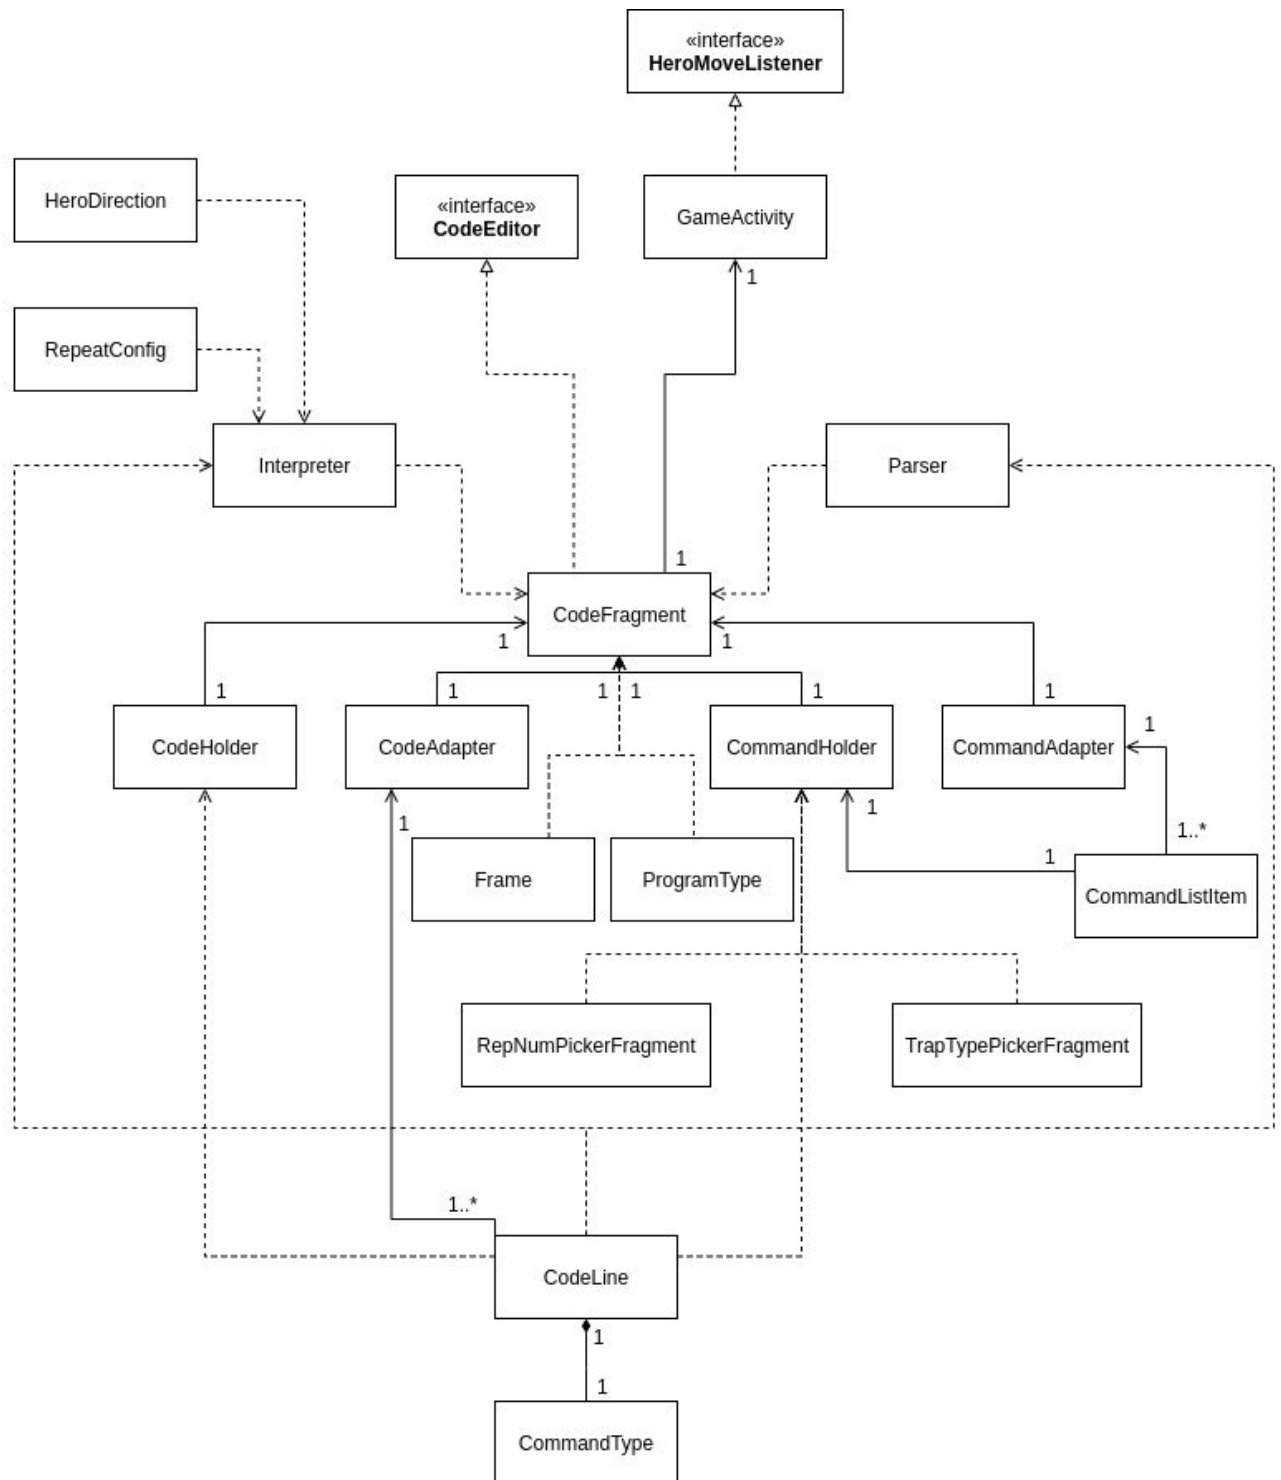 «interface»
HeroMoveListener
HeroDirection
«interface»
CodeEditor
GameActivity
1
RepeatConfig
Interpreter
Parser
1
CodeFragment
1
1
1
1
1
1
1
1
1
CodeHolder
CodeAdapter
CommandHolder
CommandAdapter
1
1
1
1..*
Frame
ProgramType
1
CommandListItem
RepNumPickerFragment
TrapTypePickerFragment
1..*
CodeLine
1
1
CommandType